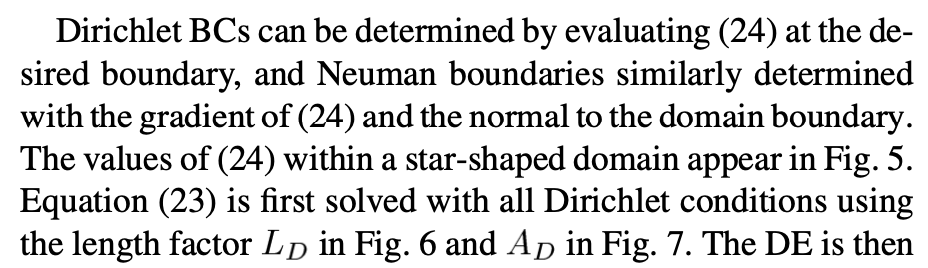 Dirichlet BCs can be determined by evaluating (24) at the de-
sired boundary, and Neuman boundaries similarly determined
with the gradient of (24) and the normal to the domain boundary.
The values of (24) within a star-shaped domain appear in Fig. 5.
Equation (23) is first solved with all Dirichlet conditions using
the length factor L_D in Fig. 6 and A_D in Fig. 7. The DE is then